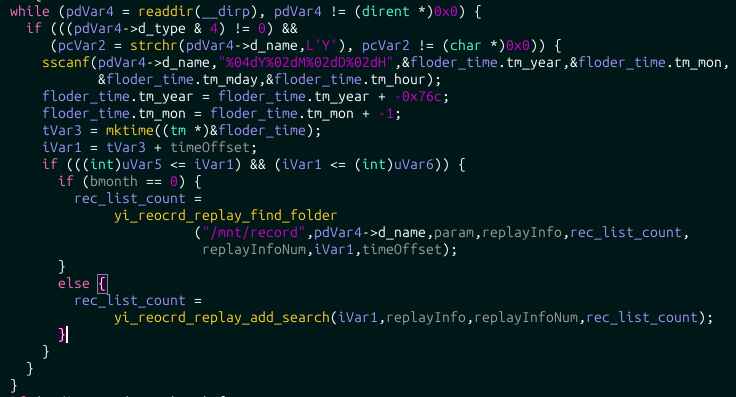 while (pdVar4 = readdir(__dirp), pdVar4 != (dirent *)0x0) {
if (((pdVar4->d_type & 4) != 0) &&
(pcVar2 = strchr(pdVar4->d_name,L'Y'), pcVar2 != (char *)0x0)) {
sscanf(pdVar4->d_name,"%04dY%02dM%02dD%02dH",&floder_time.tm_year,&floder_time.tm_mon,
&floder_time.tm_mday,&floder_time.tm_hour);
floder_time.tm_year = floder_time.tm_year + -0x76c;
floder_time.tm_mon = floder_time.tm_mon + -1;
tVar3 = mktime((tm *)&floder_time);
iVar1 = tVar3 + timeOffset;
if (((int)uVar5 <= iVar1) && (iVar1 <= (int)uVar6)) {
if (bmonth == 0) {
rec_list_count =
yi_reocrd_replay_find_folder
("/mnt/record",pdVar4->d_name,param,replayInfo,rec_list_count,
replayInfoNum,iVar1,timeOffset);
}
else {
rec_list_count =
yi_reocrd_replay_add_search(iVar1,replayInfo,replayInfoNum,rec_list_count);
}
}
}
}